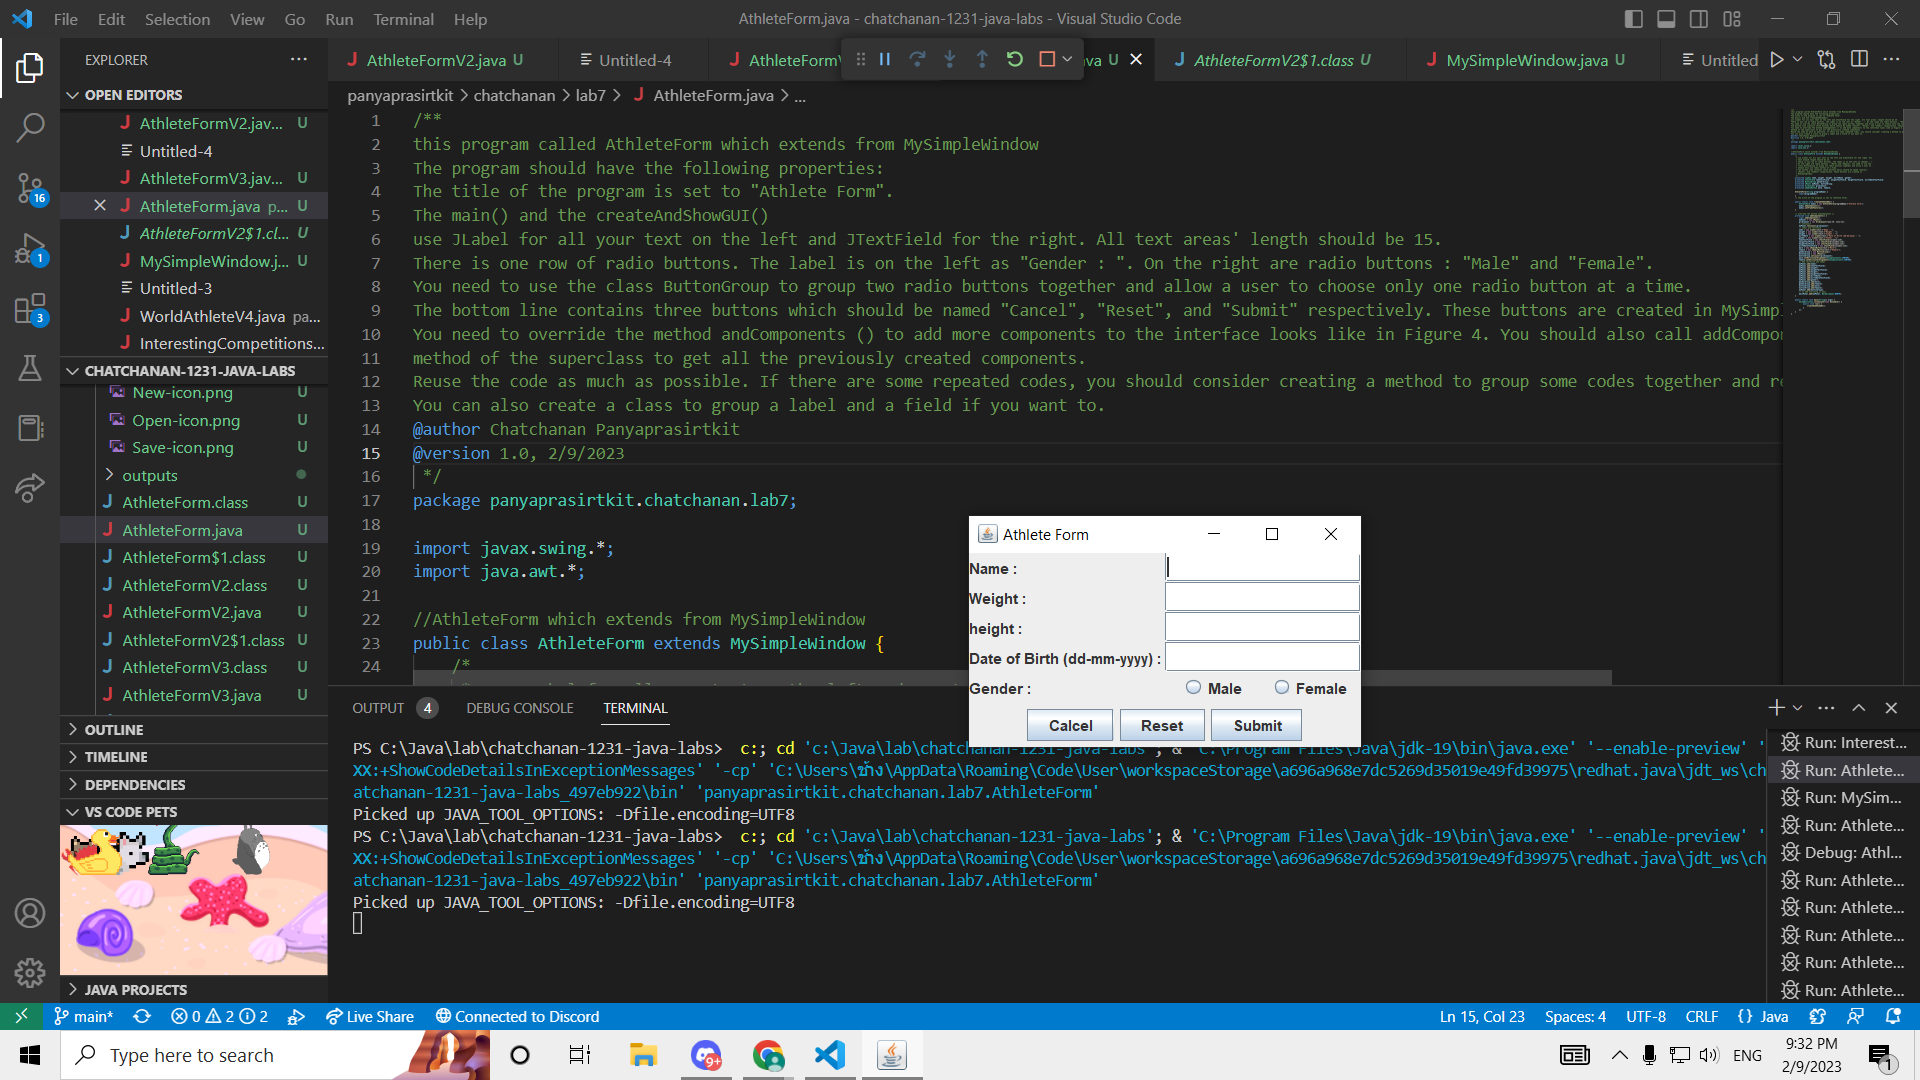 File Edit Selection View Go Run Terminal Help
AthleteForm.java - chatchanan-1231-java-labs - Visual Studio Code
EXPLORER
OPEN EDITORS
AthleteFormV2.jav... U
Untitled-4
AthleteFormV3.jav... U
AthleteForm.java p... U
AthleteFormV2$1.cl... U
MySimpleWindow.j... U
Untitled-3
WorldAthleteV4.java pa...
InterestingCompetitions...
16
1
3
CHATCHANAN-1231-JAVA-LABS
New-icon.png U
Open-icon.png U
Save-icon.png U
outputs
AthleteForm.class U
AthleteForm.java U
AthleteForm$1.class U
AthleteFormV2.class U
AthleteFormV2.java U
AthleteFormV2$1.class U
AthleteFormV3.class U
AthleteFormV3.java U
OUTLINE
TIMELINE
DEPENDENCIES
VS CODE PETS
JAVA PROJECTS
AthleteFormV2.java U
Untitled-4
AthleteFormV
va U
AthleteFormV2$1.class U
MySimpleWindow.java U
Untitled
panyaprasirtkit > chatchanan > lab7 > AthleteForm.java > ...
1 /**
2 this program called AthleteForm which extends from MySimpleWindow
3 The program should have the following properties:
4 The title of the program is set to "Athlete Form".
5 The main() and the createAndShowGUI()
6 use JLabel for all your text on the left and JTextField for the right. All text areas' length should be 15.
7 There is one row of radio buttons. The label is on the left as "Gender : ". On the right are radio buttons : "Male" and "Female".
8 You need to use the class ButtonGroup to group two radio buttons together and allow a user to choose only one radio button at a time.
9 The bottom line contains three buttons which should be named "Cancel", "Reset", and "Submit" respectively. These buttons are created in MySimpl
10 You need to override the method andComponents () to add more components to the interface looks like in Figure 4. You should also call addCompor
11 method of the superclass to get all the previously created components.
12 Reuse the code as much as possible. If there are some repeated codes, you should consider creating a method to group some codes together and re
13 You can also create a class to group a label and a field if you want to.
14 @author Chatchanan Panyaprasirtkit
15 @version 1.0, 2/9/2023
16 */
17 package panyaprasirtkit.chatchanan.lab7;
18
19 import javax.swing.*;
20 import java.awt.*;
21
22 //AthleteForm which extends from MySimpleWindow
23 public class AthleteForm extends MySimpleWindow {
24 /*
Athlete Form
Name :
Weight :
height :
Date of Birth (dd-mm-yyyy) :
Gender : Male Female
Calcel Reset Submit
OUTPUT 4 DEBUG CONSOLE TERMINAL
PS C:\Java\lab\chatchanan-1231-java-labs> c:; cd 'c:\Java\lab\chatchanan-1231-java-labs'; & 'C:\Program Files\Java\jdk-19\bin\java.exe' '--enable-preview' '
XX:+ShowCodeDetailsInExceptionMessages' '-cp' 'C:\Users\ช้าง\AppData\Roaming\Code\User\workspaceStorage\a696a968e7dc5269d35019e49fd39975\redhat.java\jdt_ws\ch
atchanan-1231-java-labs_497eb922\bin' 'panyaprasirtkit.chatchanan.lab7.AthleteForm'
Picked up JAVA_TOOL_OPTIONS: -Dfile.encoding=UTF8
PS C:\Java\lab\chatchanan-1231-java-labs> c:; cd 'c:\Java\lab\chatchanan-1231-java-labs'; & 'C:\Program Files\Java\jdk-19\bin\java.exe' '--enable-preview' '
XX:+ShowCodeDetailsInExceptionMessages' '-cp' 'C:\Users\ช้าง\AppData\Roaming\Code\User\workspaceStorage\a696a968e7dc5269d35019e49fd39975\redhat.java\jdt_ws\ch
atchanan-1231-java-labs_497eb922\bin' 'panyaprasirtkit.chatchanan.lab7.AthleteForm'
Picked up JAVA_TOOL_OPTIONS: -Dfile.encoding=UTF8
Run: Interest...
Run: Athlete...
Run: MySim...
Run: Athlete...
Debug: Athl...
Run: Athlete...
Run: Athlete...
Run: Athlete...
Run: Athlete...
Run: Athlete...
main* 0 2 2 Live Share Connected to Discord
Ln 15, Col 23 Spaces: 4 UTF-8 CRLF {} Java
Type here to search
9+
ENG
9:32 PM
2/9/2023
1